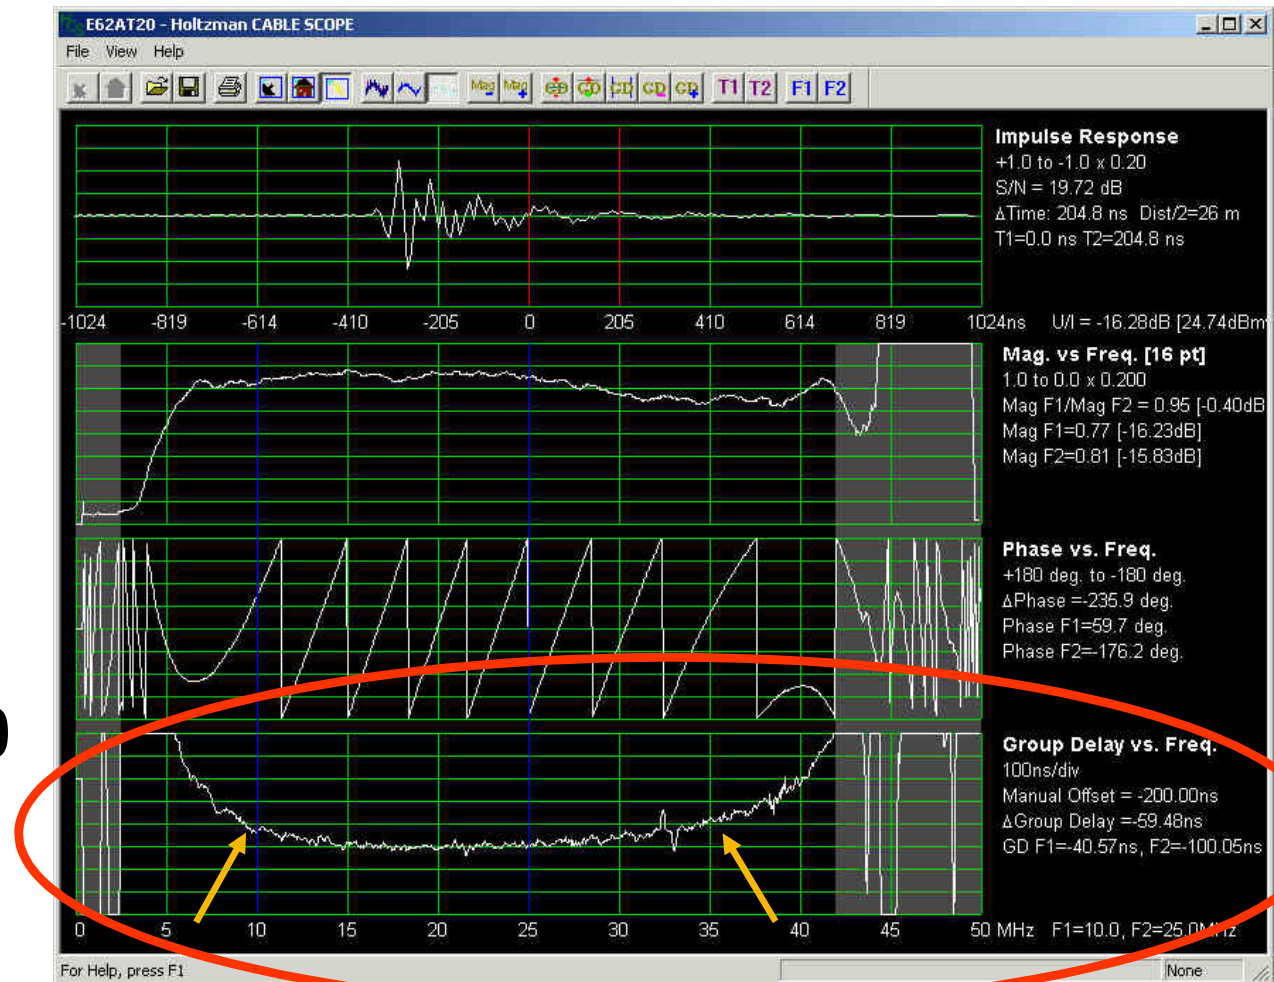 E62AT20 - Holtzman CABLE SCOPE
File View Help
Mag Mag GD GD GD GD GD T1 T2 F1 F2
Impulse Response
+1.0 to -1.0 x 0.20
S/N = 19.72 dB
ΔTime: 204.8 ns Dist/2=26 m
T1=0.0 ns T2=204.8 ns
-1024 -819 -614 -410 -205 0 205 410 614 819 1024ns U/I = -16.28dB [24.74dBm
Mag. vs Freq. [16 pt]
1.0 to 0.0 x 0.200
Mag F1/Mag F2 = 0.95 [-0.40dB
Mag F1=0.77 [-16.23dB]
Mag F2=0.81 [-15.83dB]
Phase vs. Freq.
+180 deg. to -180 deg.
ΔPhase =-235.9 deg.
Phase F1=59.7 deg.
Phase F2=-176.2 deg.
Group Delay vs. Freq.
100ns/div
Manual Offset = -200.00ns
ΔGroup Delay =-59.48ns
GD F1=-40.57ns, F2=-100.05ns
0 5 10 15 20 25 30 35 40 45 50 MHz F1=10.0, F2=25.0MHz
For Help, press F1
None